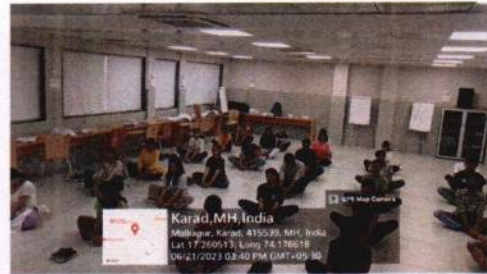 GPS Map Camera
Karad,MH,India
Malkapur, Karad, 415539, MH, India
Lat 17.260513, Long 74.176618
06/21/2023 03:40 PM GMT+05:30